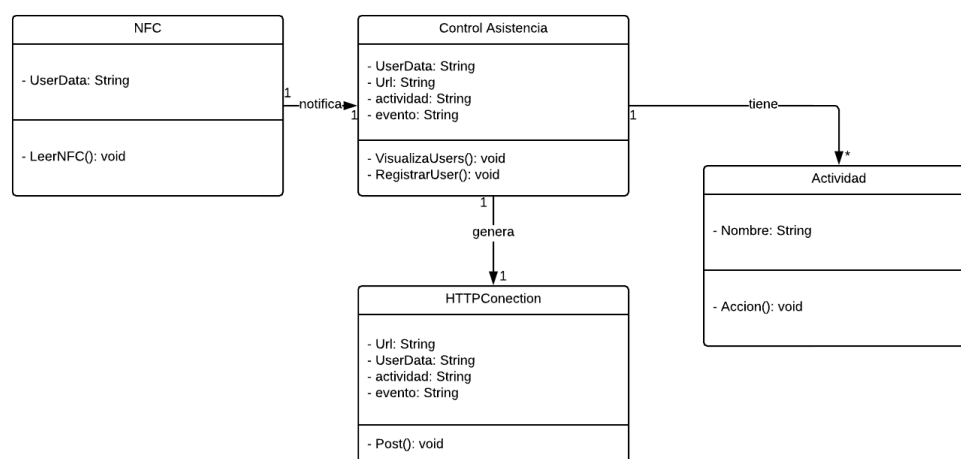 NFC
- UserData: String
- LeerNFC(): void
1
notifica
1
Control Asistencia
- UserData: String
- Url: String
- actividad: String
- evento: String
- VisualizaUsers(): void
- RegistrarUser(): void
1
tiene
*
Actividad
- Nombre: String
- Accion(): void
1
genera
1
HTTPConection
- Url: String
- UserData: String
- actividad: String
- evento: String
- Post(): void